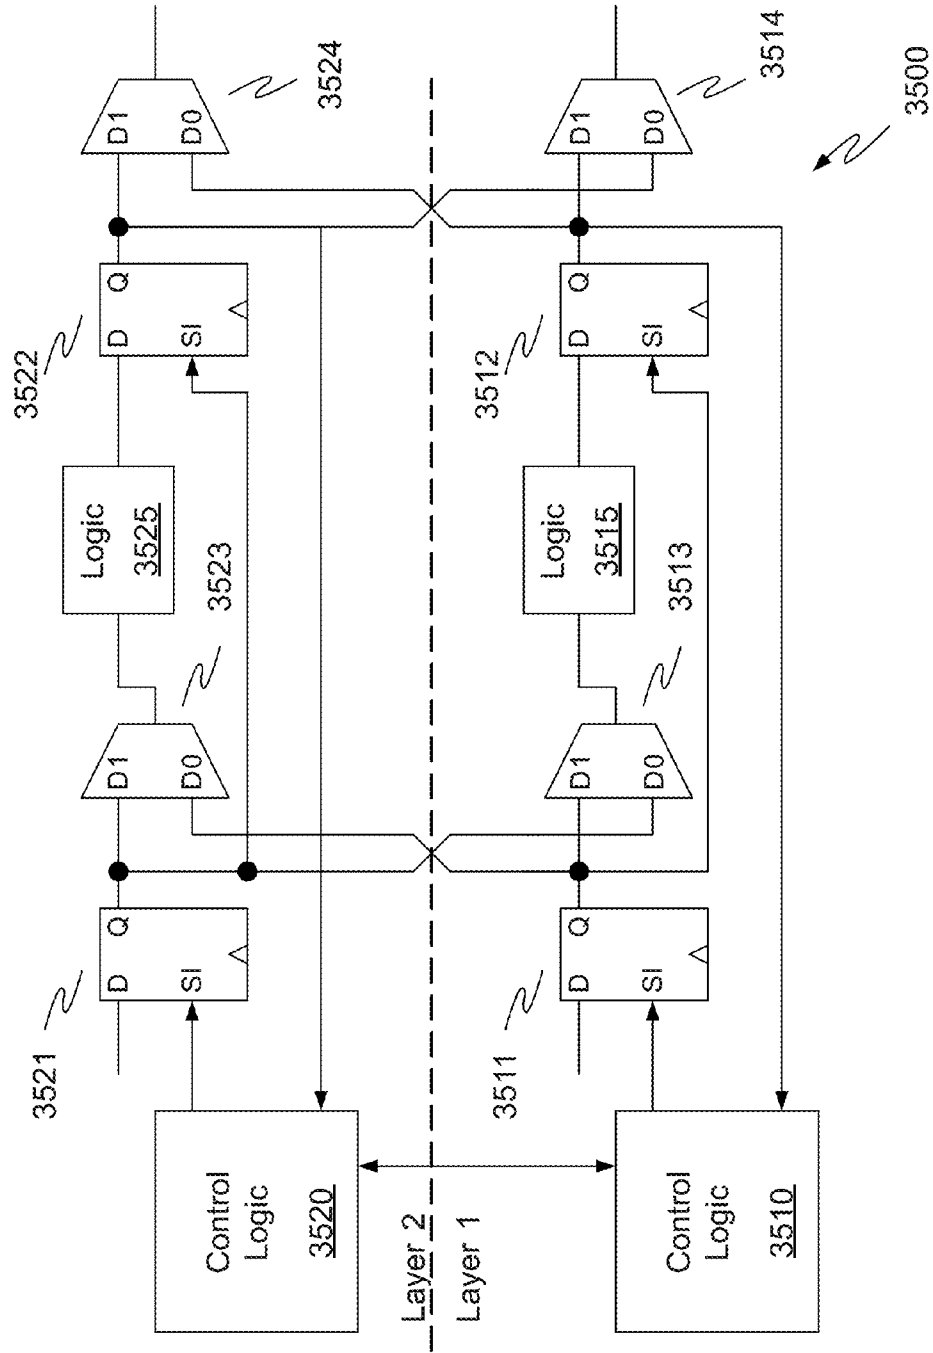 3521
3522
3523
3524
D
Q
SI
D1
D0
Logic
3525
D
Q
SI
D1
D0
Control
Logic
3520
Layer 2
Layer 1
3511
3512
3513
3514
D
Q
SI
D1
D0
Logic
3515
D
Q
SI
D1
D0
Control
Logic
3510
3500